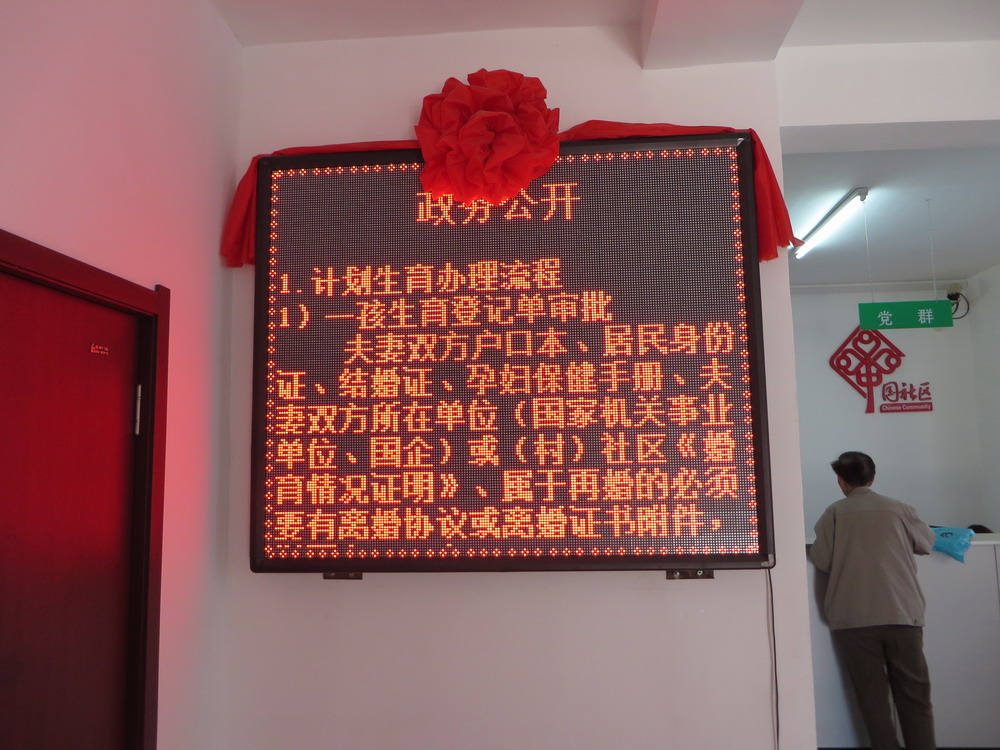 政务公开
1.计划生育办理流程
1）一孩生育登记单审批
夫妻双方户口本、居民身份
证、结婚证、孕妇保健手册、夫
妻双方所在单位（国家机关事业
单位、国企）或（村）社区《婚
育情况证明》、属于再婚的必须
要有离婚协议或离婚证书附件，
党 群
国社区
Chinese Community